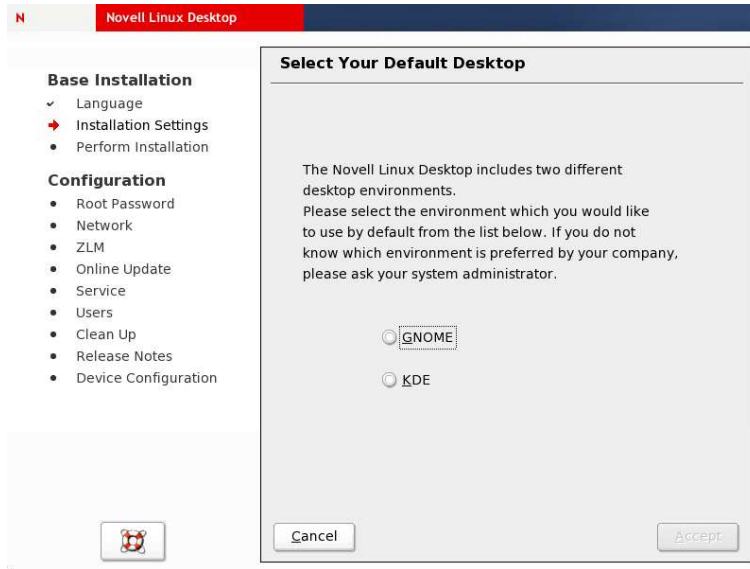 N
Novell Linux Desktop
Base Installation
Language
Installation Settings
Perform Installation
Configuration
Root Password
Network
ZLM
Online Update
Service
Users
Clean Up
Release Notes
Device Configuration
Select Your Default Desktop
The Novell Linux Desktop includes two different
desktop environments.
Please select the environment which you would like
to use by default from the list below. If you do not
know which environment is preferred by your company,
please ask your system administrator.
GNOME
KDE
Cancel
Accept